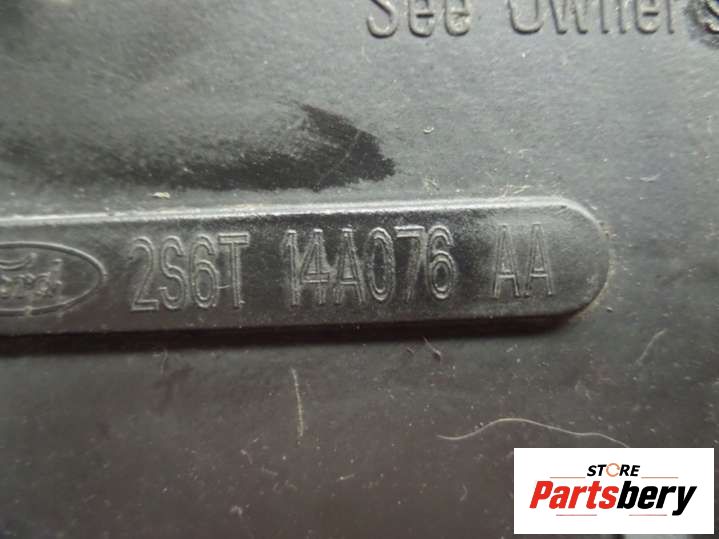 See Owner's
Ford 2S6T 14A076 AA
STORE
Partsbery